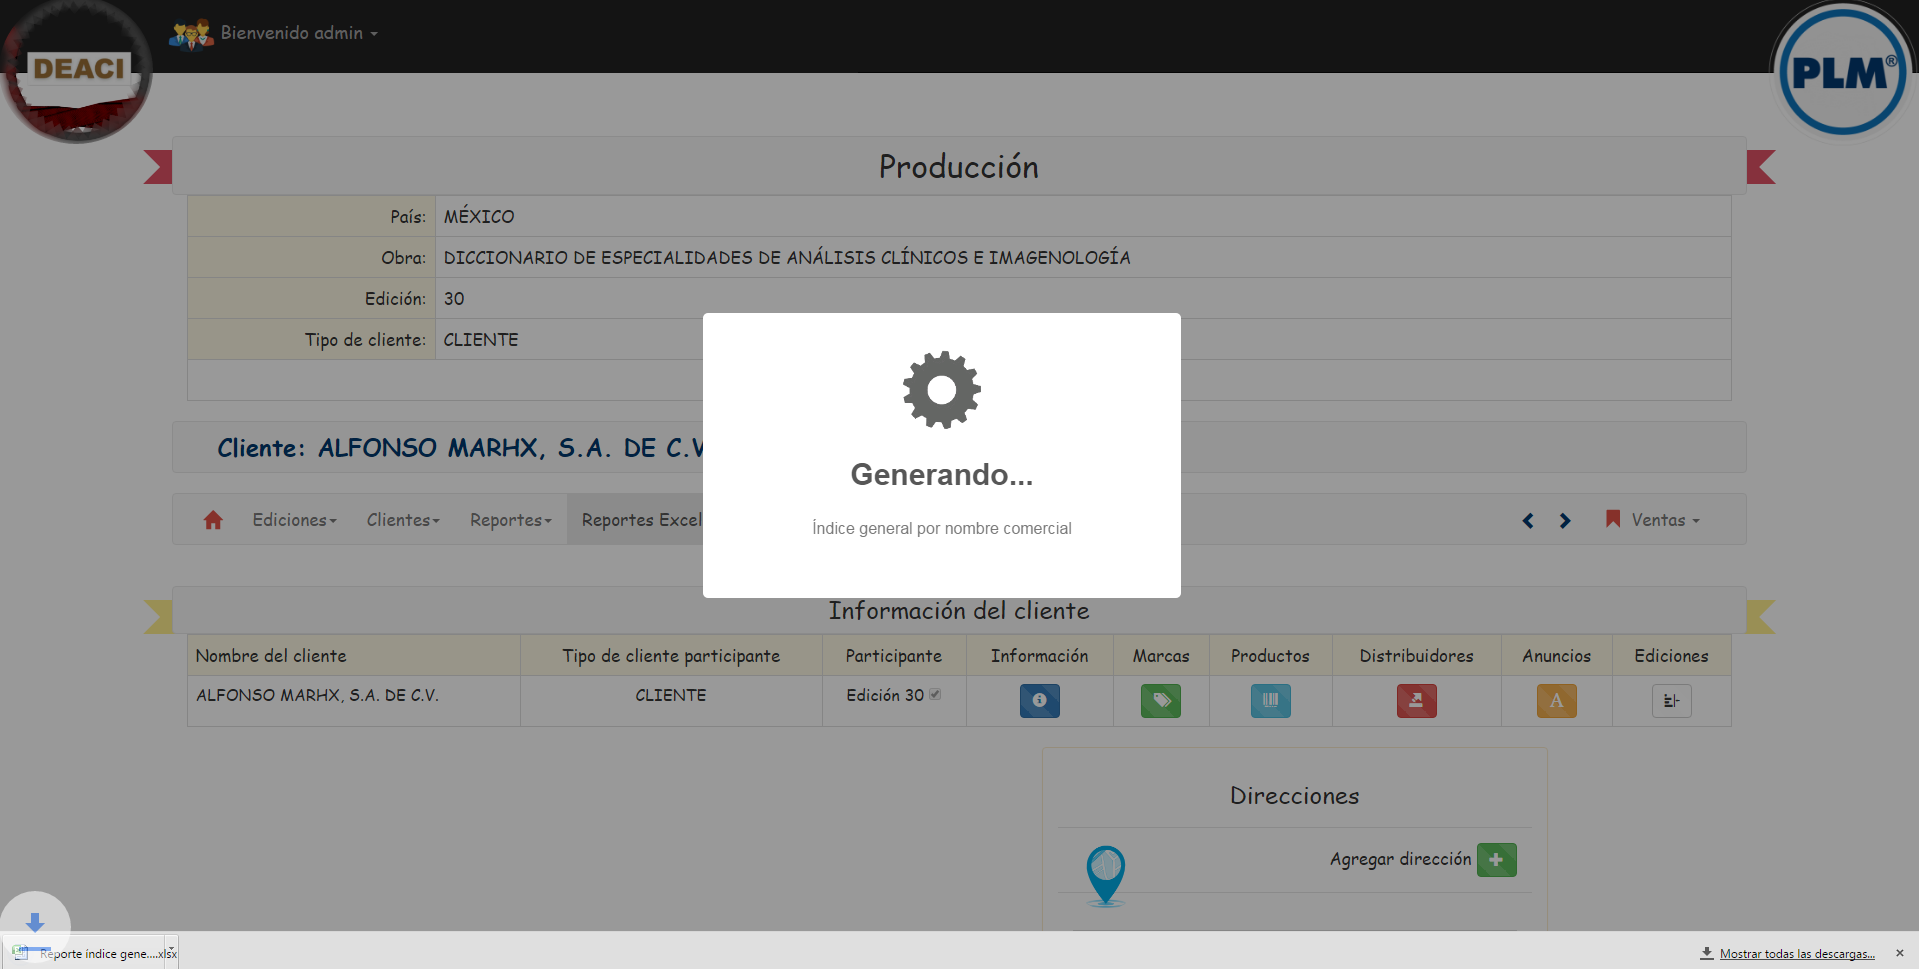 DEACI
Bienvenido admin
PLM®
Producción
País: MÉXICO
Obra: DICCIONARIO DE ESPECIALIDADES DE ANÁLISIS CLÍNICOS E IMAGENOLOGÍA
Edición: 30
Tipo de cliente: CLIENTE
Generando...
Índice general por nombre comercial
Cliente: ALFONSO MARHX, S.A. DE C.V
Ediciones Clientes Reportes Reportes Excel Ventas
Información del cliente
Nombre del cliente Tipo de cliente participante Participante Información Marcas Productos Distribuidores Anuncios Ediciones
ALFONSO MARHX, S.A. DE C.V. CLIENTE Edición 30 A
Direcciones
Agregar dirección
Reporte índice gene....xlsx Mostrar todas las descargas...